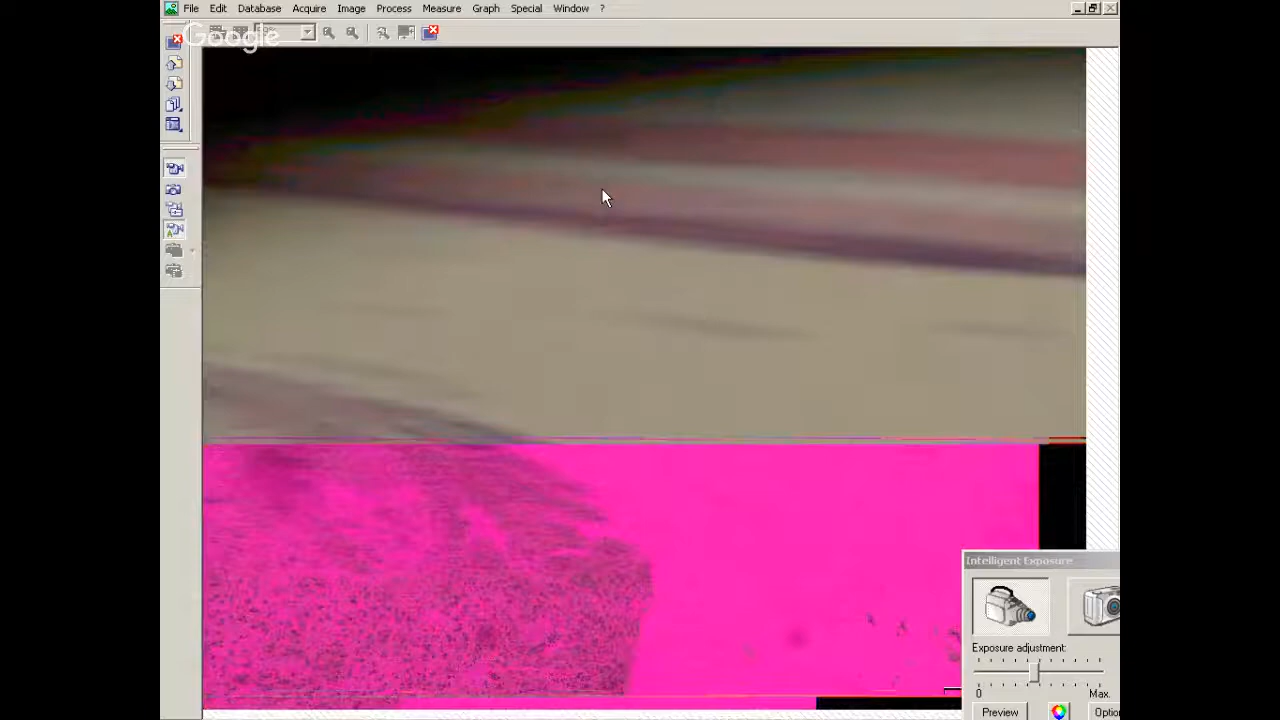 File Edit Database Acquire Image Process Measure Graph Special Window ?
Google
Intelligent Exposure
Exposure adjustment:
0 Max.
Preview Optio